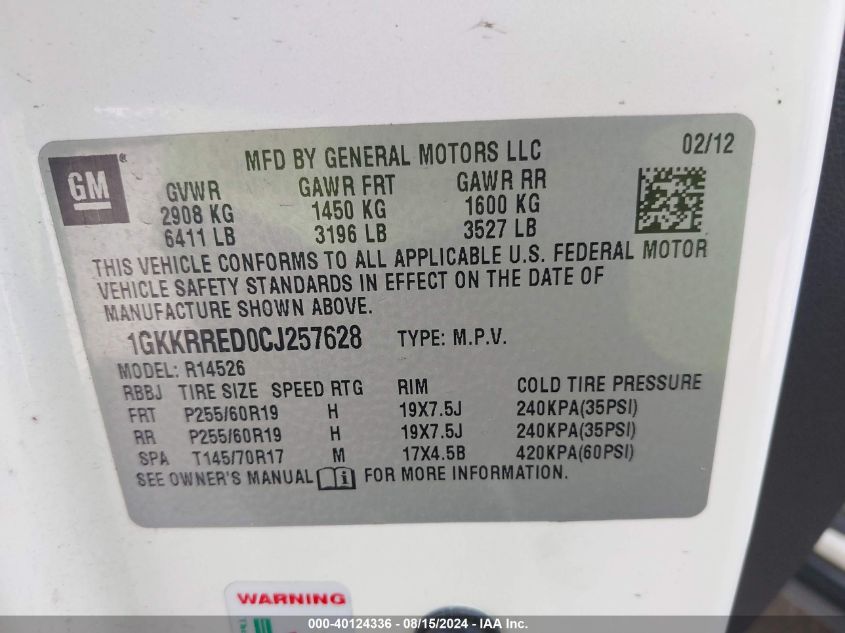 GM®
MFD BY GENERAL MOTORS LLC
02/12
GVWR GAWR FRT GAWR RR
2908 KG 1450 KG 1600 KG
6411 LB 3196 LB 3527 LB
THIS VEHICLE CONFORMS TO ALL APPLICABLE U.S. FEDERAL MOTOR
VEHICLE SAFETY STANDARDS IN EFFECT ON THE DATE OF
MANUFACTURE SHOWN ABOVE.
1GKKRRED0CJ257628 TYPE: M.P.V.
MODEL: R14526
RBBJ TIRE SIZE SPEED RTG RIM COLD TIRE PRESSURE
FRT P255/60R19 H 19X7.5J 240KPA(35PSI)
RR P255/60R19 H 19X7.5J 240KPA(35PSI)
SPA T145/70R17 M 17X4.5B 420KPA(60PSI)
SEE OWNER'S MANUAL i FOR MORE INFORMATION.
WARNING
000-40124336 - 08/15/2024 - IAA Inc.